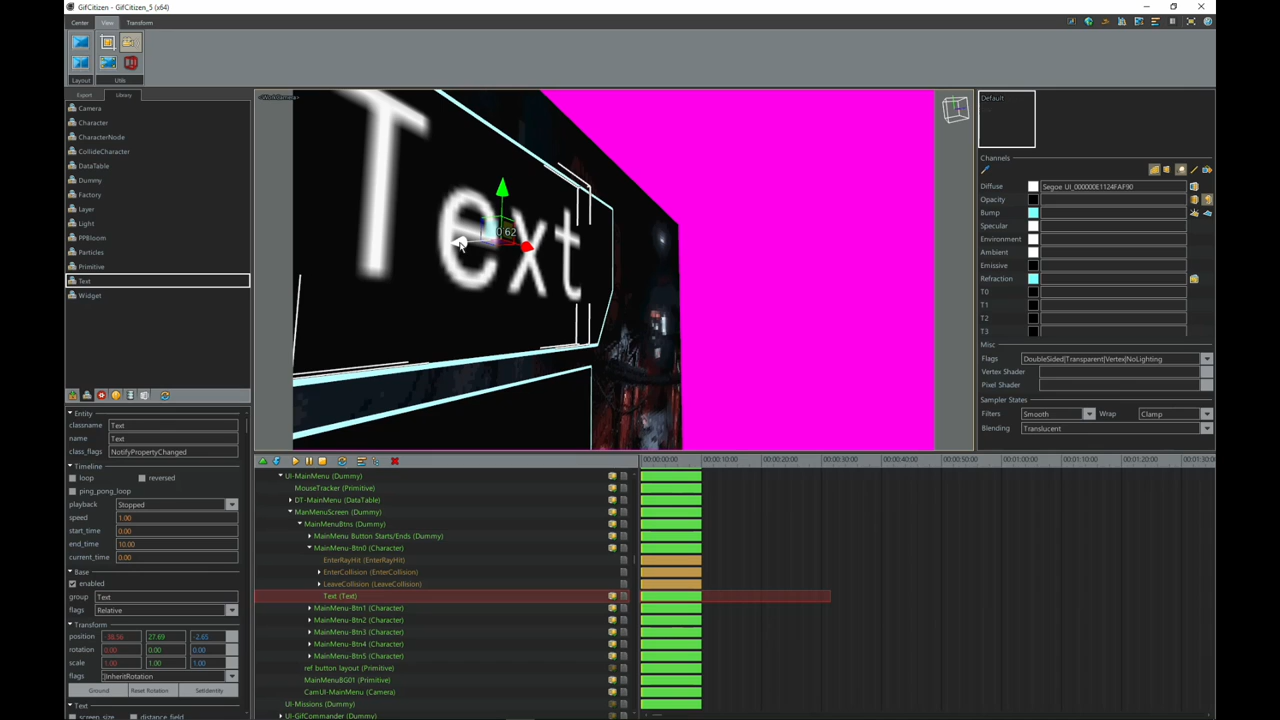 GifCitizen - GifCitizen_5 (x64)
Center View Transform
Layout Utils
Export Library
Camera
Character
CharacterNode
CollideCharacter
DataTable
Dummy
Factory
Layer
Light
PPBloom
Particles
Primitive
Text
Widget
Text
0.62
Default
Channels
Diffuse Segoe UI_000000E1124FAF90
Opacity
Bump
Specular
Environment
Ambient
Emissive
Refraction
T0
T1
T2
T3
Misc
Flags DoubleSided|Transparent|Vertex|NoLighting
Vertex Shader
Pixel Shader
Sampler States
Filters Smooth Wrap Clamp
Blending Translucent
Entity
classname Text
name Text
class_flags NotifyPropertyChanged
Timeline
loop reversed
ping_pong_loop
playback Stopped
speed 1.00
start_time 0.00
end_time 10.00
current_time 0.00
Base
enabled
group Text
flags Relative
Transform
position -38.56 27.69 -2.65
rotation 0.00 0.00 0.00
scale 1.00 1.00 1.00
flags InheritRotation
Ground Reset Rotation SetIdentity
Text
screen_size distance_field
00:00:00:00 00:00:10:00 00:00:20:00 00:00:30:00 00:00:40:00 00:00:50:00 00:01:00:00 00:01:10:00 00:01:20:00 00:01:30:00
UI-MainMenu (Dummy)
MouseTracker (Primitive)
DT-MainMenu (DataTable)
ManMenuScreen (Dummy)
MainMenuBtns (Dummy)
MainMenu Button Starts/Ends (Dummy)
MainMenu-Btn0 (Character)
EnterRayHit (EnterRayHit)
EnterCollision (EnterCollision)
LeaveCollision (LeaveCollision)
Text (Text)
MainMenu-Btn1 (Character)
MainMenu-Btn2 (Character)
MainMenu-Btn3 (Character)
MainMenu-Btn4 (Character)
MainMenu-Btn5 (Character)
ref button layout (Primitive)
MainMenuBG01 (Primitive)
CamUI-MainMenu (Camera)
UI-Missions (Dummy)
UI-GifCommander (Dummy)